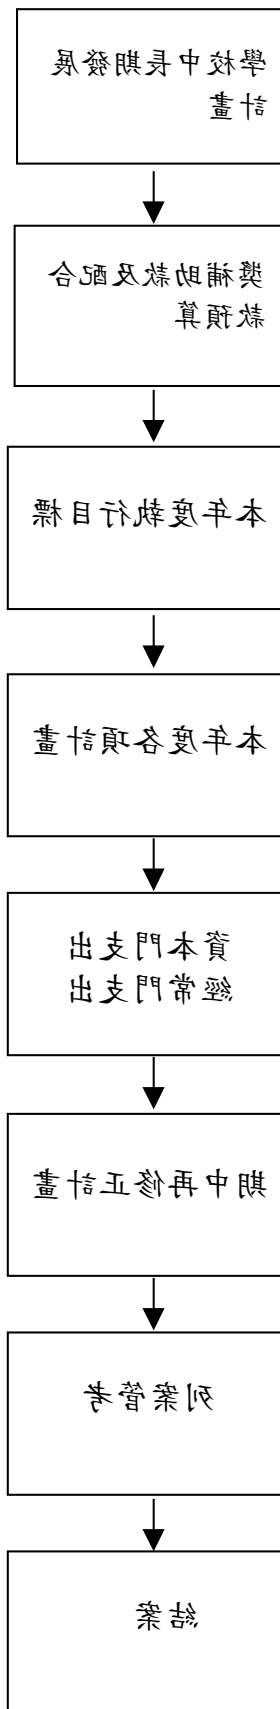 學校中長期發展
計畫
獎補助款及配合
款預算
本年度執行目標
本年度各項計畫
資本門支出
經常門支出
期中再修正計畫
列案管考
結案